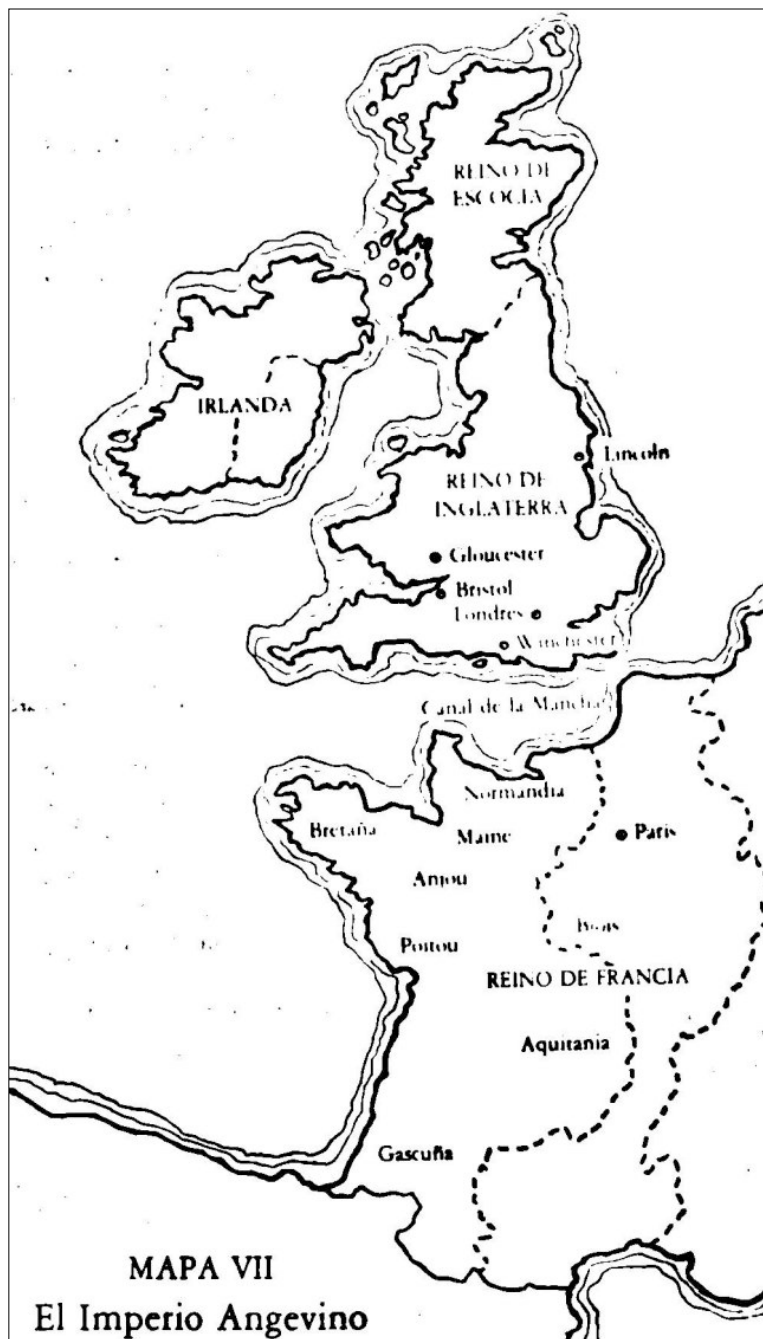 REINO DE
ESCOCIA
IRLANDA
Lincoln
REINO DE
INGLATERRA
Gloucester
Bristol
Londres
Winchester
Canal de la Mancha
Normandia
Bretaña
Maine
París
Anjou
Blois
Poitou
REINO DE FRANCIA
Aquitania
Gascuña
MAPA VII
El Imperio Angevino